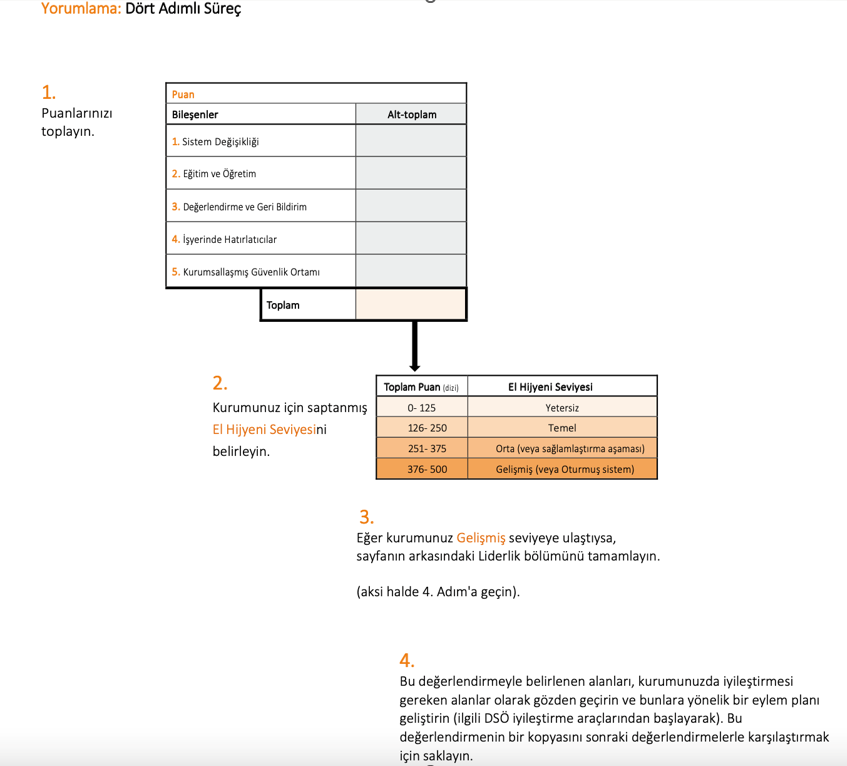 Yorumlama: Dört Adımlı Süreç
1.
Puanlarınızı
toplayın.
Puan
Bileşenler Alt-toplam
1. Sistem Değişikliği
2. Eğitim ve Öğretim
3. Değerlendirme ve Geri Bildirim
4. İşyerinde Hatırlatıcılar
5. Kurumsallaşmış Güvenlik Ortamı
Toplam
2.
Kurumunuz için saptanmış
El Hijyeni Seviyesini
belirleyin.
Toplam Puan (dizi) El Hijyeni Seviyesi
0- 125 Yetersiz
126- 250 Temel
251- 375 Orta (veya sağlamlaştırma aşaması)
376- 500 Gelişmiş (veya Oturmuş sistem)
3.
Eğer kurumunuz Gelişmiş seviyeye ulaştıysa,
sayfanın arkasındaki Liderlik bölümünü tamamlayın.
(aksi halde 4. Adım'a geçin).
4.
Bu değerlendirmeyle belirlenen alanları, kurumunuzda iyileştirmesi
gereken alanlar olarak gözden geçirin ve bunlara yönelik bir eylem planı
geliştirin (ilgili DSÖ iyileştirme araçlarından başlayarak). Bu
değerlendirmenin bir kopyasını sonraki değerlendirmelerle karşılaştırmak
için saklayın.